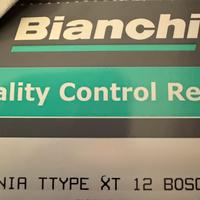 Bianchi
ality Control Re
NIA TTYPE XT 12 BOSC